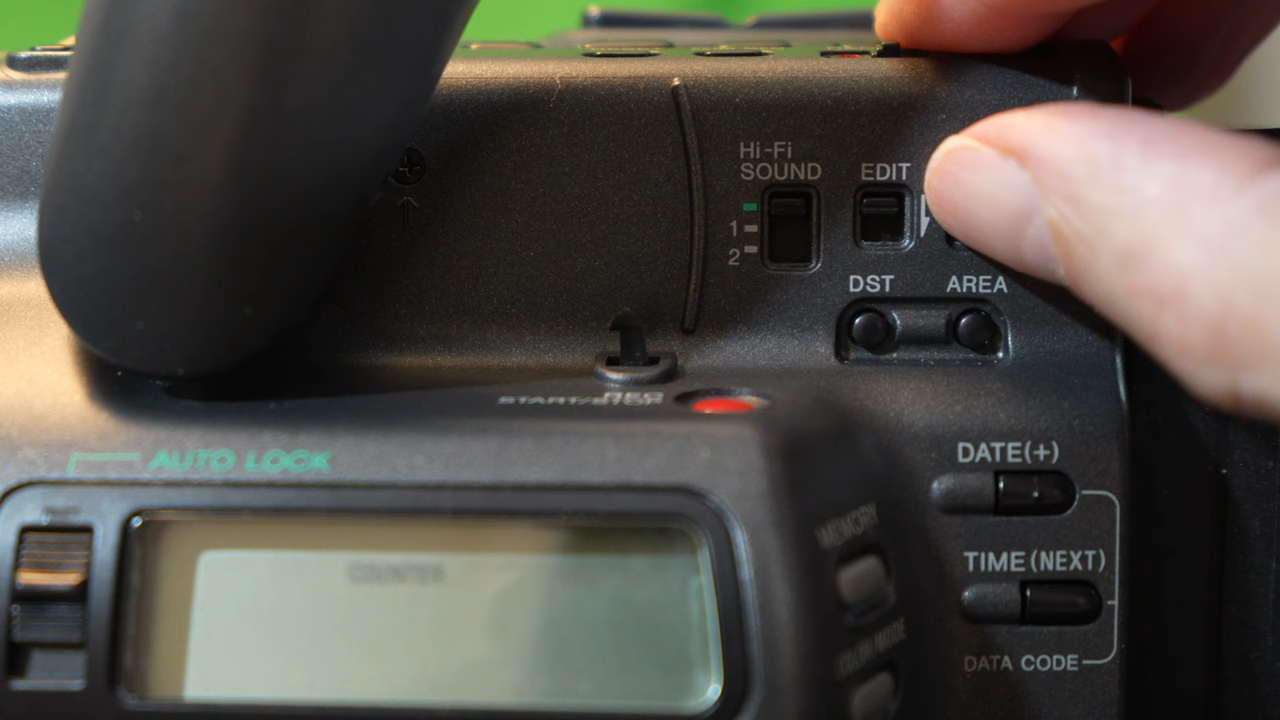 Hi-Fi
SOUND
EDIT
1
2
DST
AREA
REC
START/STOP
AUTO LOCK
DATE(+)
COUNTER
MEMORY
TIME (NEXT)
DATA CODE